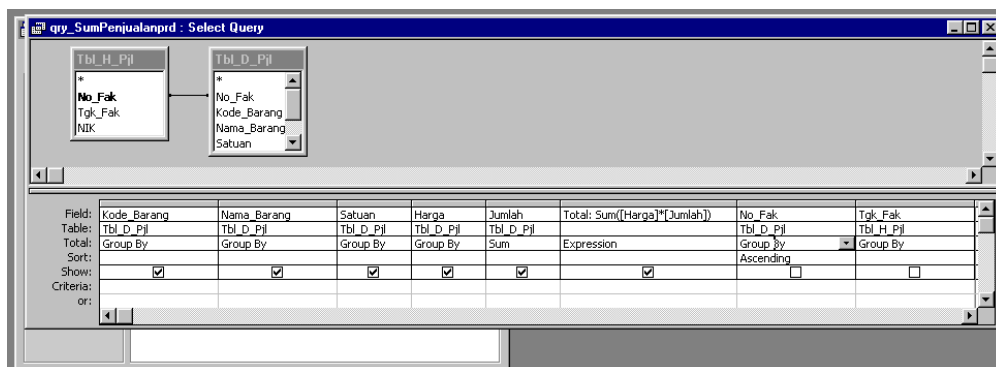 qry_SumPenjualanprd : Select Query
Tbl_H_Pjl
*
No_Fak
Tgk_Fak
NIK
Tbl_D_Pjl
*
No_Fak
Kode_Barang
Nama_Barang
Satuan
Field: Kode_Barang Nama_Barang Satuan Harga Jumlah Total: Sum([Harga]*[Jumlah]) No_Fak Tgk_Fak
Table: Tbl_D_Pjl Tbl_D_Pjl Tbl_D_Pjl Tbl_D_Pjl Tbl_D_Pjl Tbl_D_Pjl Tbl_H_Pjl
Total: Group By Group By Group By Group By Sum Expression Group By Group By
Sort: Ascending
Show:
Criteria:
or: